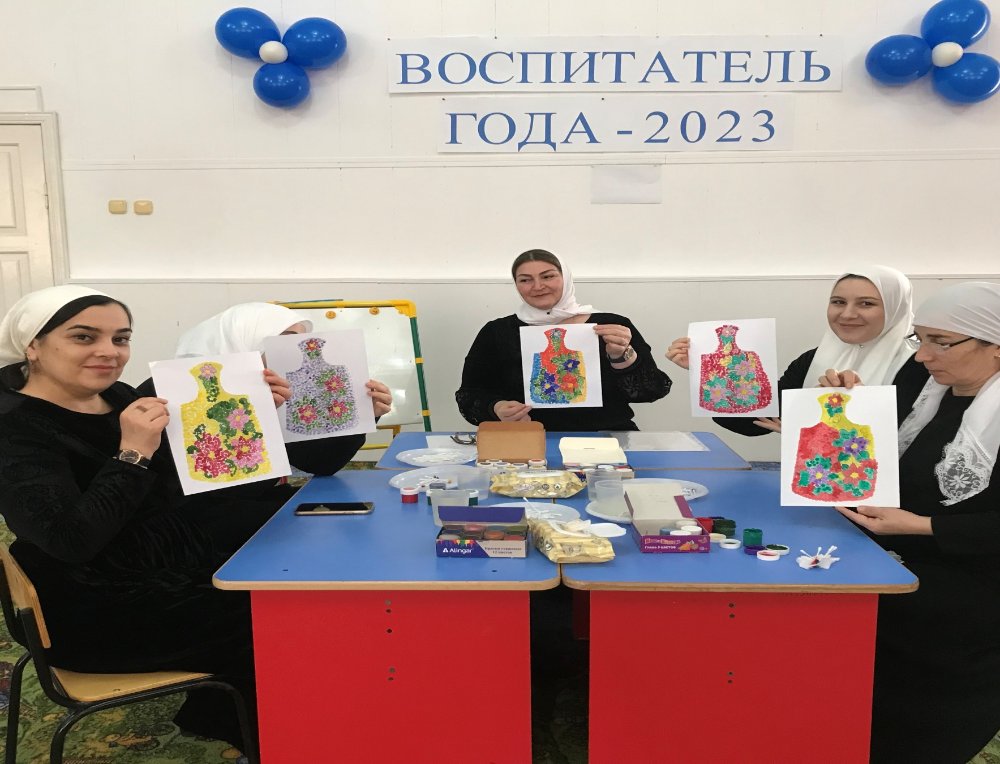 ВОСПИТАТЕЛЬ
ГОДА - 2023
Alingar
Краски гуашевые
12 цветов
ГУАШЬ 9 ЦВЕТОВ